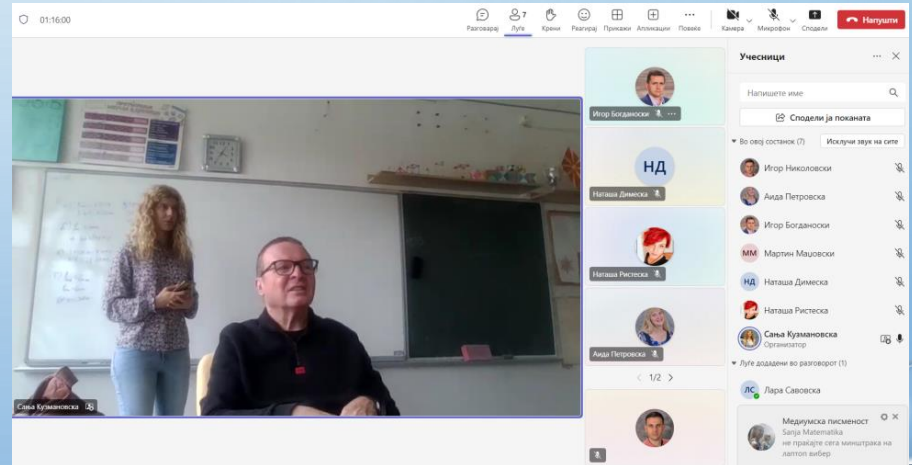 01:16:00
7
Разговарај Луѓе Крени Реагирај Прикажи Апликации Повеќе Камера Микрофон Сподели Напушти
Игор Богданоски
НД
Наташа Димеска
Наташа Ристеска
Аида Петровска
1/2
Сања Кузмановска
Учесници
Напишете име
Сподели ја поканата
Во овој состанок (7) Исклучи звук на сите
Игор Николовски
Аида Петровска
Игор Богданоски
ММ Мартин Мацовски
НД Наташа Димеска
Наташа Ристеска
Сања Кузмановска
Организатор
Луѓе додадени во разговорот (1)
ЛС Лара Савовска
Медиумска писменост
Sanja Matematika
не праќајте сега минштрака на
лаптоп вибер